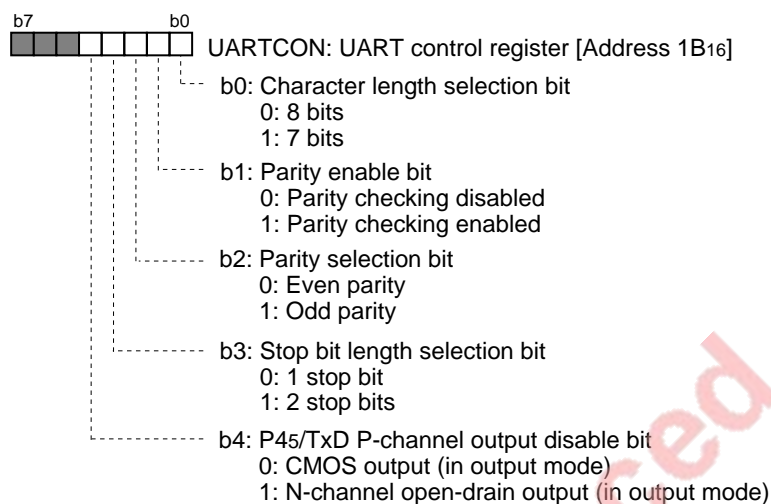 b7 b0
UARTCON: UART control register [Address 1B16]
b0: Character length selection bit
0: 8 bits
1: 7 bits
b1: Parity enable bit
0: Parity checking disabled
1: Parity checking enabled
b2: Parity selection bit
0: Even parity
1: Odd parity
b3: Stop bit length selection bit
0: 1 stop bit
1: 2 stop bits
b4: P45/TxD P-channel output disable bit
0: CMOS output (in output mode)
1: N-channel open-drain output (in output mode)
ced